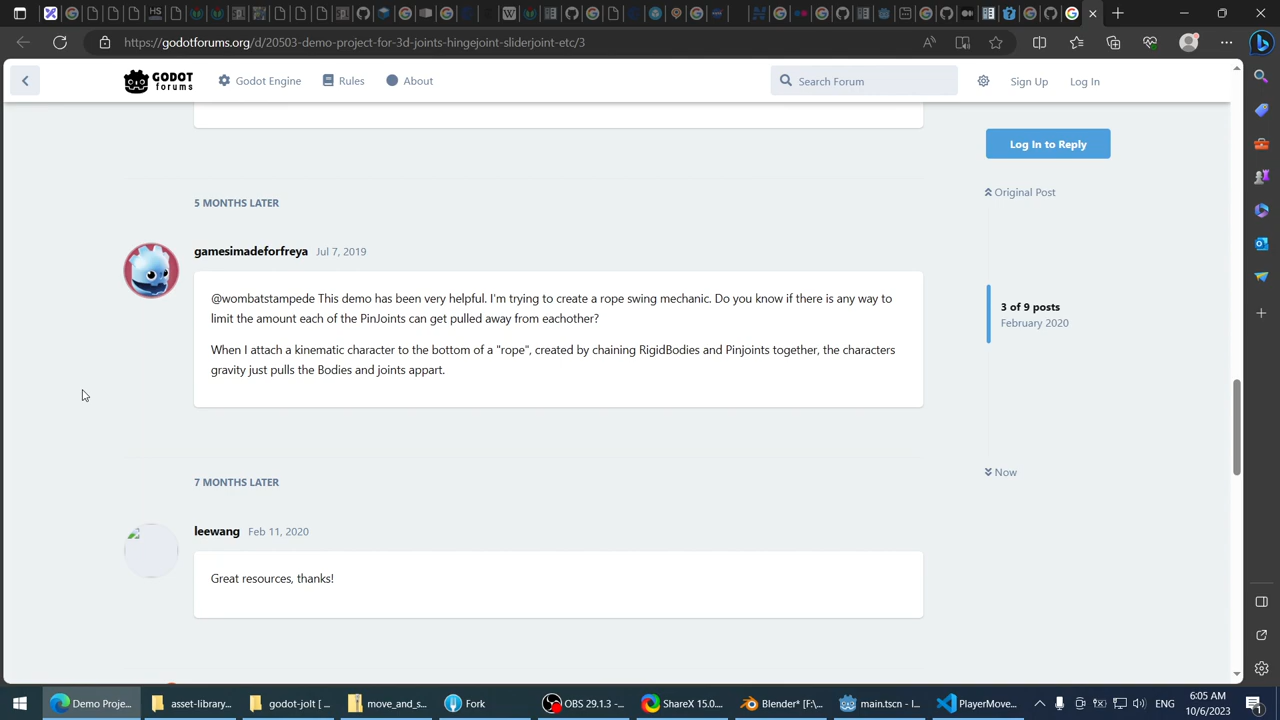 https://godotforums.org/d/20503-demo-project-for-3d-joints-hingejoint-sliderjoint-etc/3
GODOT forums
Godot Engine
Rules
About
Search Forum
Sign Up
Log In
Log In to Reply
Original Post
5 MONTHS LATER
gamesimadeforfreya Jul 7, 2019
@wombatstampede This demo has been very helpful. I'm trying to create a rope swing mechanic. Do you know if there is any way to
limit the amount each of the PinJoints can get pulled away from eachother?
3 of 9 posts
February 2020
When I attach a kinematic character to the bottom of a "rope", created by chaining RigidBodies and Pinjoints together, the characters
gravity just pulls the Bodies and joints appart.
Now
7 MONTHS LATER
leewang Feb 11, 2020
Great resources, thanks!
Demo Proje...
asset-library...
godot-jolt [ ...
move_and_s...
Fork
OBS 29.1.3 -...
ShareX 15.0...
Blender* [F:\...
main.tscn - I...
PlayerMove...
6:05 AM
10/6/2023